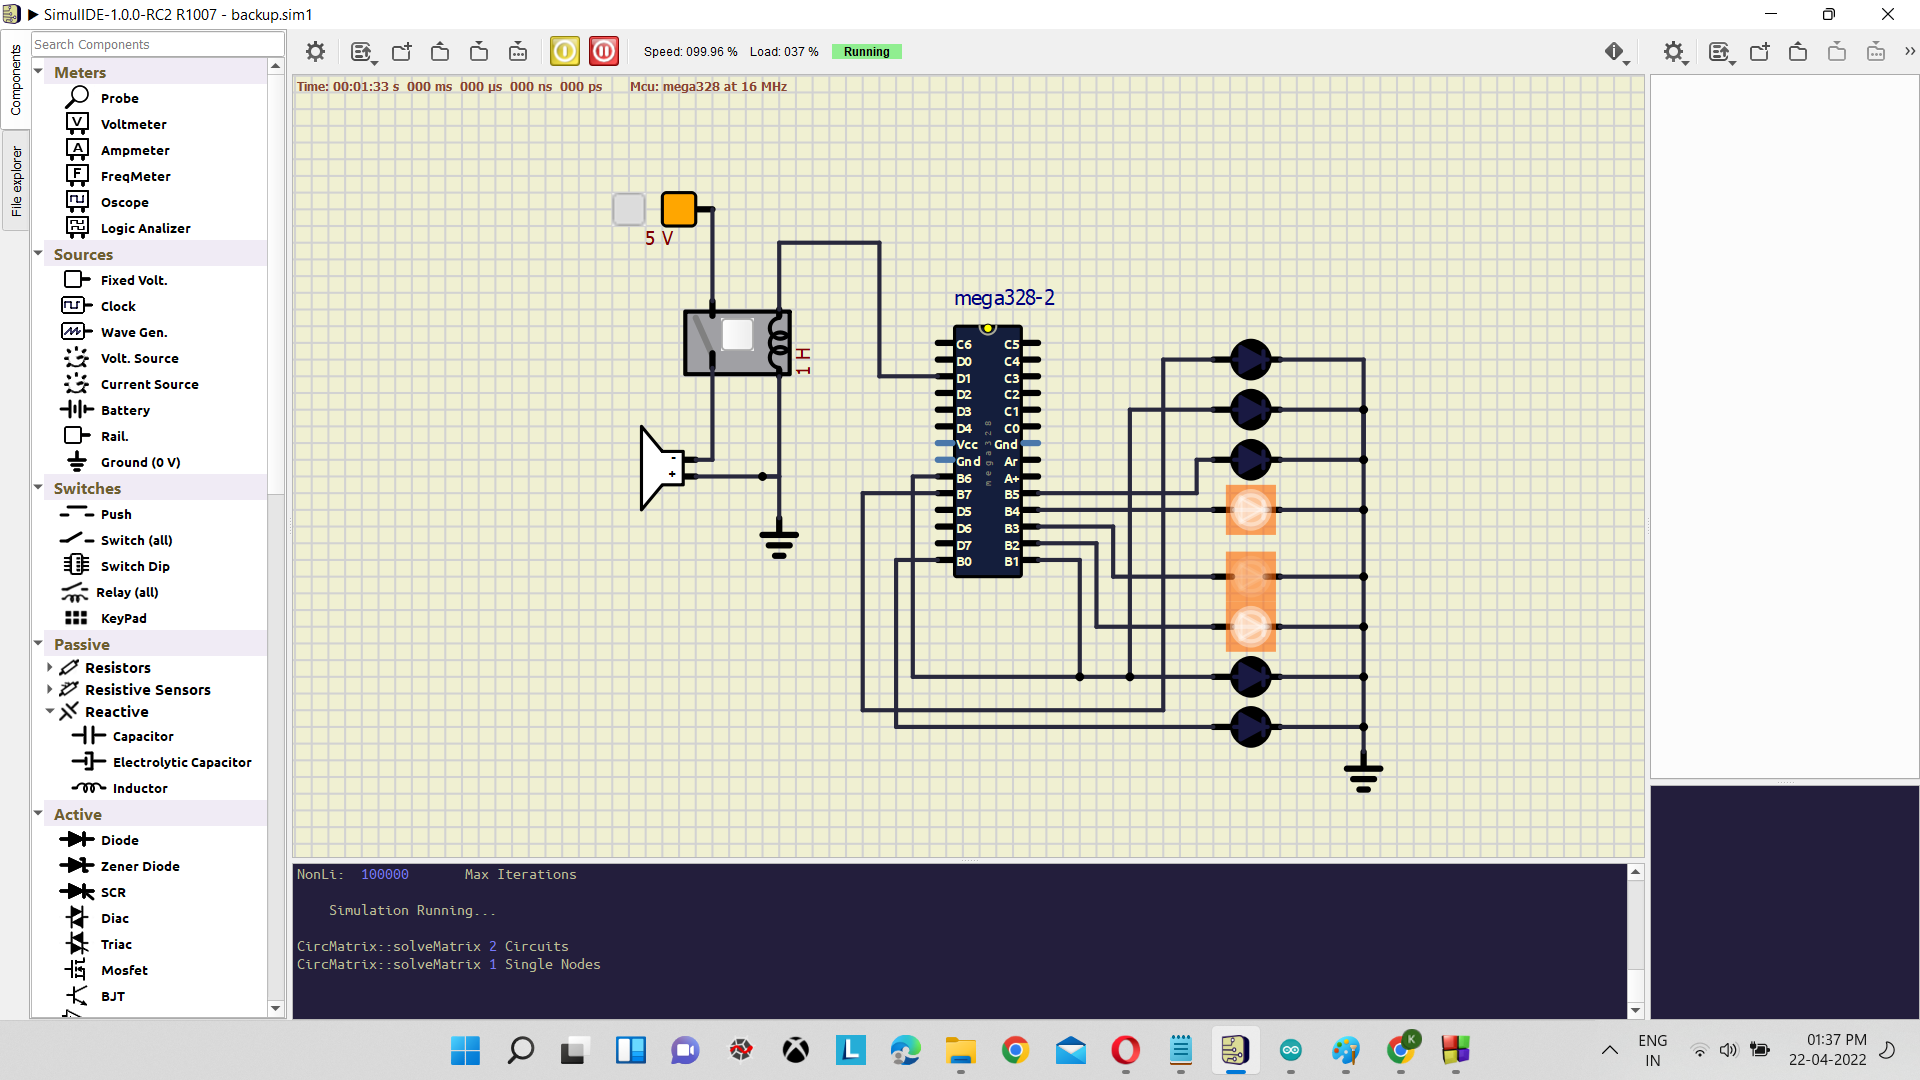 SimulIDE-1.0.0-RC2 R1007 - backup.sim1
Components
File explorer
Search Components
Meters
Probe
Voltmeter
Ampmeter
FreqMeter
Oscope
Logic Analizer
Sources
Fixed Volt.
Clock
Wave Gen.
Volt. Source
Current Source
Battery
Rail.
Ground (0 V)
Switches
Push
Switch (all)
Switch Dip
Relay (all)
KeyPad
Passive
Resistors
Resistive Sensors
Reactive
Capacitor
Electrolytic Capacitor
Inductor
Active
Diode
Zener Diode
SCR
Diac
Triac
Mosfet
BJT
Speed: 099.96 % Load: 037 % Running
Time: 00:01:33 s 000 ms 000 µs 000 ns 000 ps Mcu: mega328 at 16 MHz
5 V
1 H
-
+
mega328-2
mega328
C6 C5
D0 C4
D1 C3
D2 C2
D3 C1
D4 C0
Vcc Gnd
Gnd Ar
B6 A+
B7 B5
D5 B4
D6 B3
D7 B2
B0 B1
NonLi: 100000 Max Iterations
Simulation Running...
CircMatrix::solveMatrix 2 Circuits
CircMatrix::solveMatrix 1 Single Nodes
ENG
IN
01:37 PM
22-04-2022